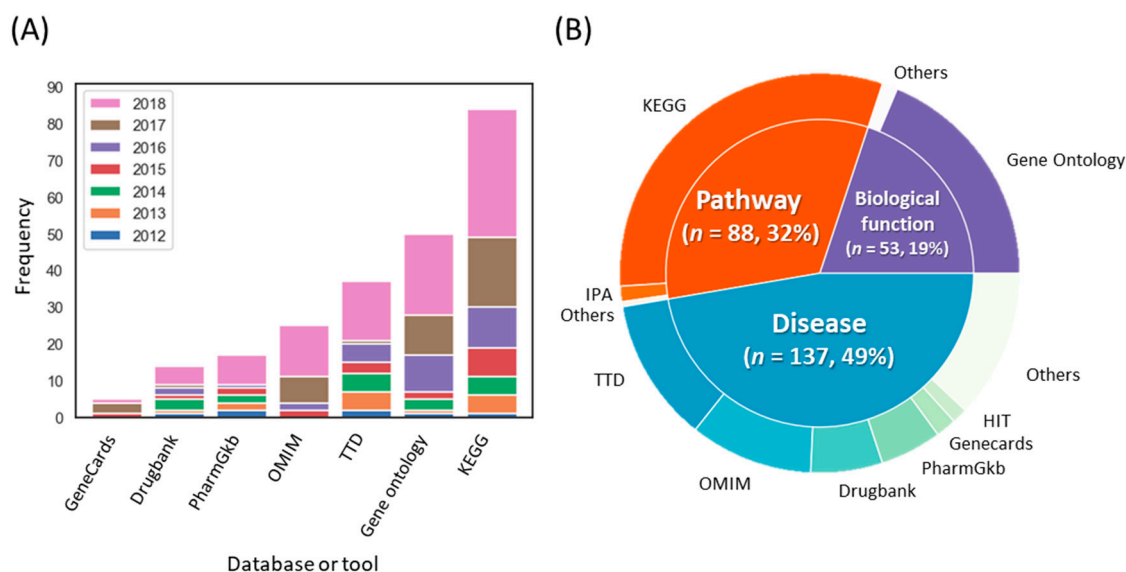 (A)
90
80
70
60
50
40
30
20
10
0
Frequency
2018
2017
2016
2015
2014
2013
2012
GeneCards
Drugbank
PharmGkb
OMIM
TTD
Gene ontology
KEGG
Database or tool
(B)
Others
KEGG
Gene Ontology
Pathway
(n = 88, 32%)
Biological
function
(n = 53, 19%)
IPA
Others
Disease
(n = 137, 49%)
TTD
Others
HIT
Genecards
PharmGkb
OMIM
Drugbank